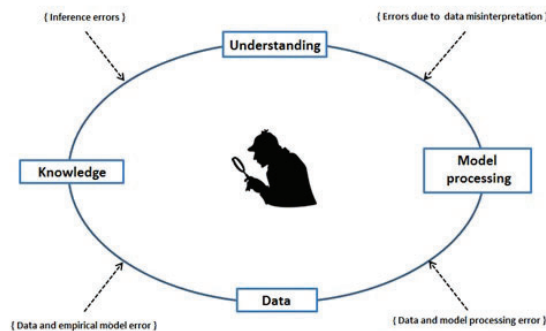 { Inference errors }
{ Errors due to data misinterpretation }
Understanding
Knowledge
Model
processing
Data
{ Data and empirical model error }
{ Data and model processing error }